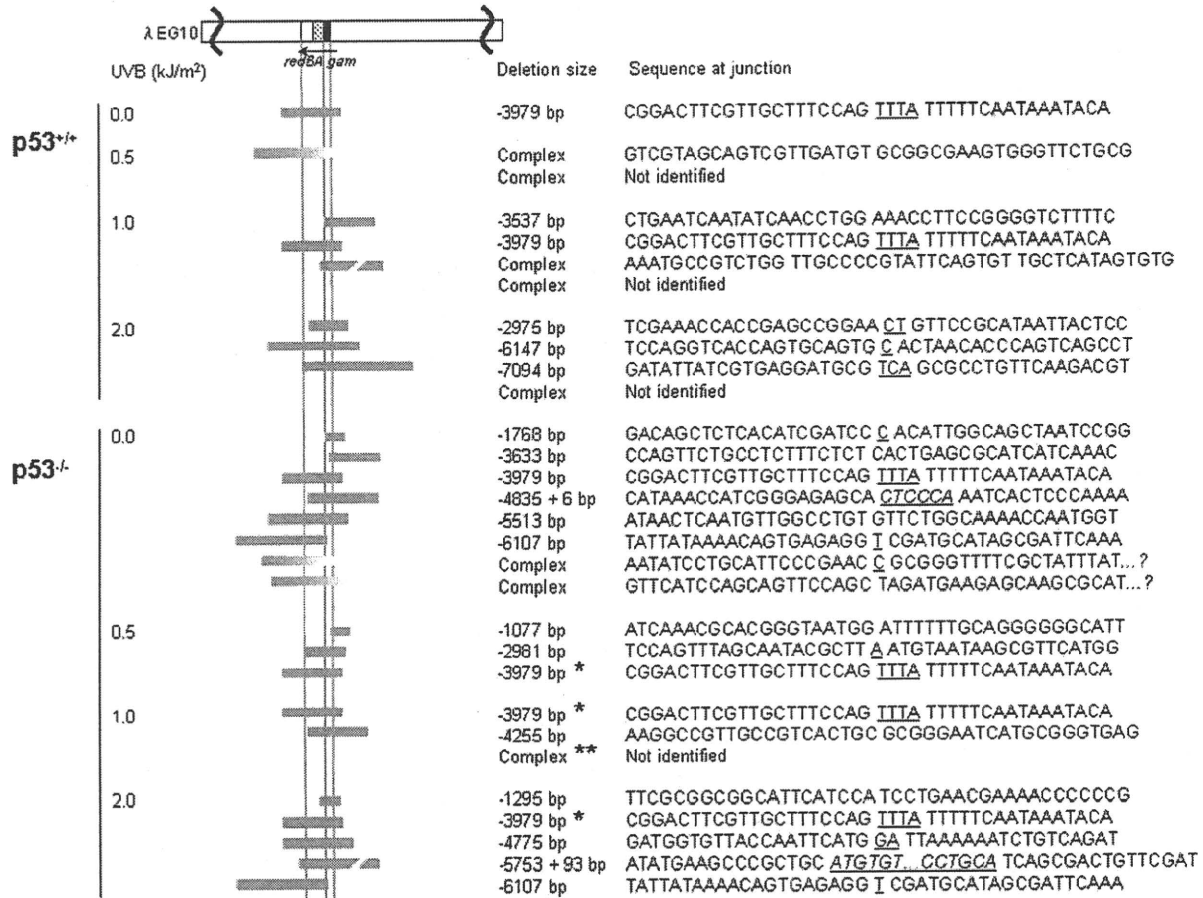 λ EG10
redBA gam
UVB (kJ/m²) Deletion size Sequence at junction
p53+/+
0.0 -3979 bp CGGACTTCGTTGCTTTCCAG TTTA TTTTTCAATAAATACA
0.5 Complex GTCGTAGCAGTCGTTGATGT GCGGCGAAGTGGGTTCTGCG
Complex Not identified
1.0 -3537 bp CTGAATCAATATCAACCTGG AAACCTTCCGGGGTCTTTTC
-3979 bp CGGACTTCGTTGCTTTCCAG TTTA TTTTTCAATAAATACA
Complex AAATGCCGTCTGG TTGCCCCGTATTCAGTGT TGCTCATAGTGTG
Complex Not identified
2.0 -2975 bp TCGAAACCACCGAGCCGGAA CT GTTCCGCATAATTACTCC
-6147 bp TCCAGGTCACCAGTGCAGTG C ACTAACACCCAGTCAGCCT
-7094 bp GATATTATCGTGAGGATGCG TCA GCGCCTGTTCAAGACGT
Complex Not identified
p53-/-
0.0 -1768 bp GACAGCTCTCACATCGATCC C ACATTGGCAGCTAATCCGG
-3633 bp CCAGTTCTGCCTCTTTCTCT CACTGAGCGCATCATCAAAC
-3979 bp CGGACTTCGTTGCTTTCCAG TTTA TTTTTCAATAAATACA
-4835 + 6 bp CATAAACCATCGGGAGAGCA CTCCCA AATCACTCCCAAAA
-5513 bp ATAACTCAATGTTGGCCTGT GTTCTGGCAAAACCAATGGT
-6107 bp TATTATAAAACAGTGAGAGG T CGATGCATAGCGATTCAAA
Complex AATATCCTGCATTCCCGAAC C GCGGGGTTTTCGCTATTTAT...?
Complex GTTCATCCAGCAGTTCCAGC TAGATGAAGAGCAAGCGCAT...?
0.5 -1077 bp ATCAAACGCACGGGTAATGG ATTTTTTGCAGGGGGGCATT
-2981 bp TCCAGTTTAGCAATACGCTT A ATGTAATAAGCGTTCATGG
-3979 bp * CGGACTTCGTTGCTTTCCAG TTTA TTTTTCAATAAATACA
1.0 -3979 bp * CGGACTTCGTTGCTTTCCAG TTTA TTTTTCAATAAATACA
-4255 bp AAGGCCGTTGCCGTCACTGC GCGGGAATCATGCGGGTGAG
Complex ** Not identified
2.0 -1295 bp TTCGCGGCGGCATTCATCCA TCCTGAACGAAAACCCCCCG
-3979 bp * CGGACTTCGTTGCTTTCCAG TTTA TTTTTCAATAAATACA
-4775 bp GATGGTGTTACCAATTCATG GA TTAAAAAATCTGTCAGAT
-5753 + 93 bp ATATGAAGCCCGCTGC ATGTGT...CCTGCA TCAGCGACTGTTCGAT
-6107 bp TATTATAAAACAGTGAGAGG T CGATGCATAGCGATTCAAA